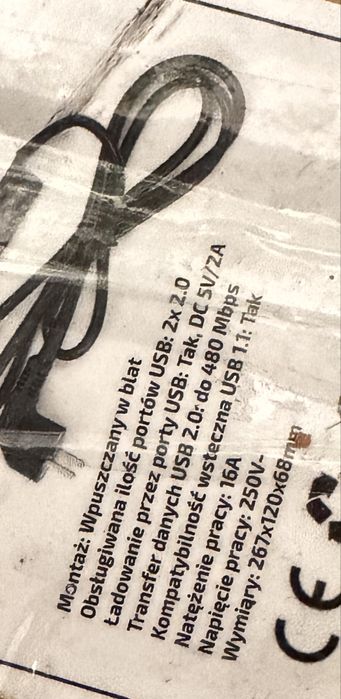 Montaż: Wpuszczany w blat
Obsługiwana ilość portów USB: 2x 2.0
Ładowanie przez porty USB: Tak, DC 5V/2A
Transfer danych USB 2.0: do 480 Mbps
Kompatybilność wsteczna USB 1.1: Tak
Natężenie pracy: 16A
Napięcie pracy: 250V~
Wymiary: 267x120x68mm
CE